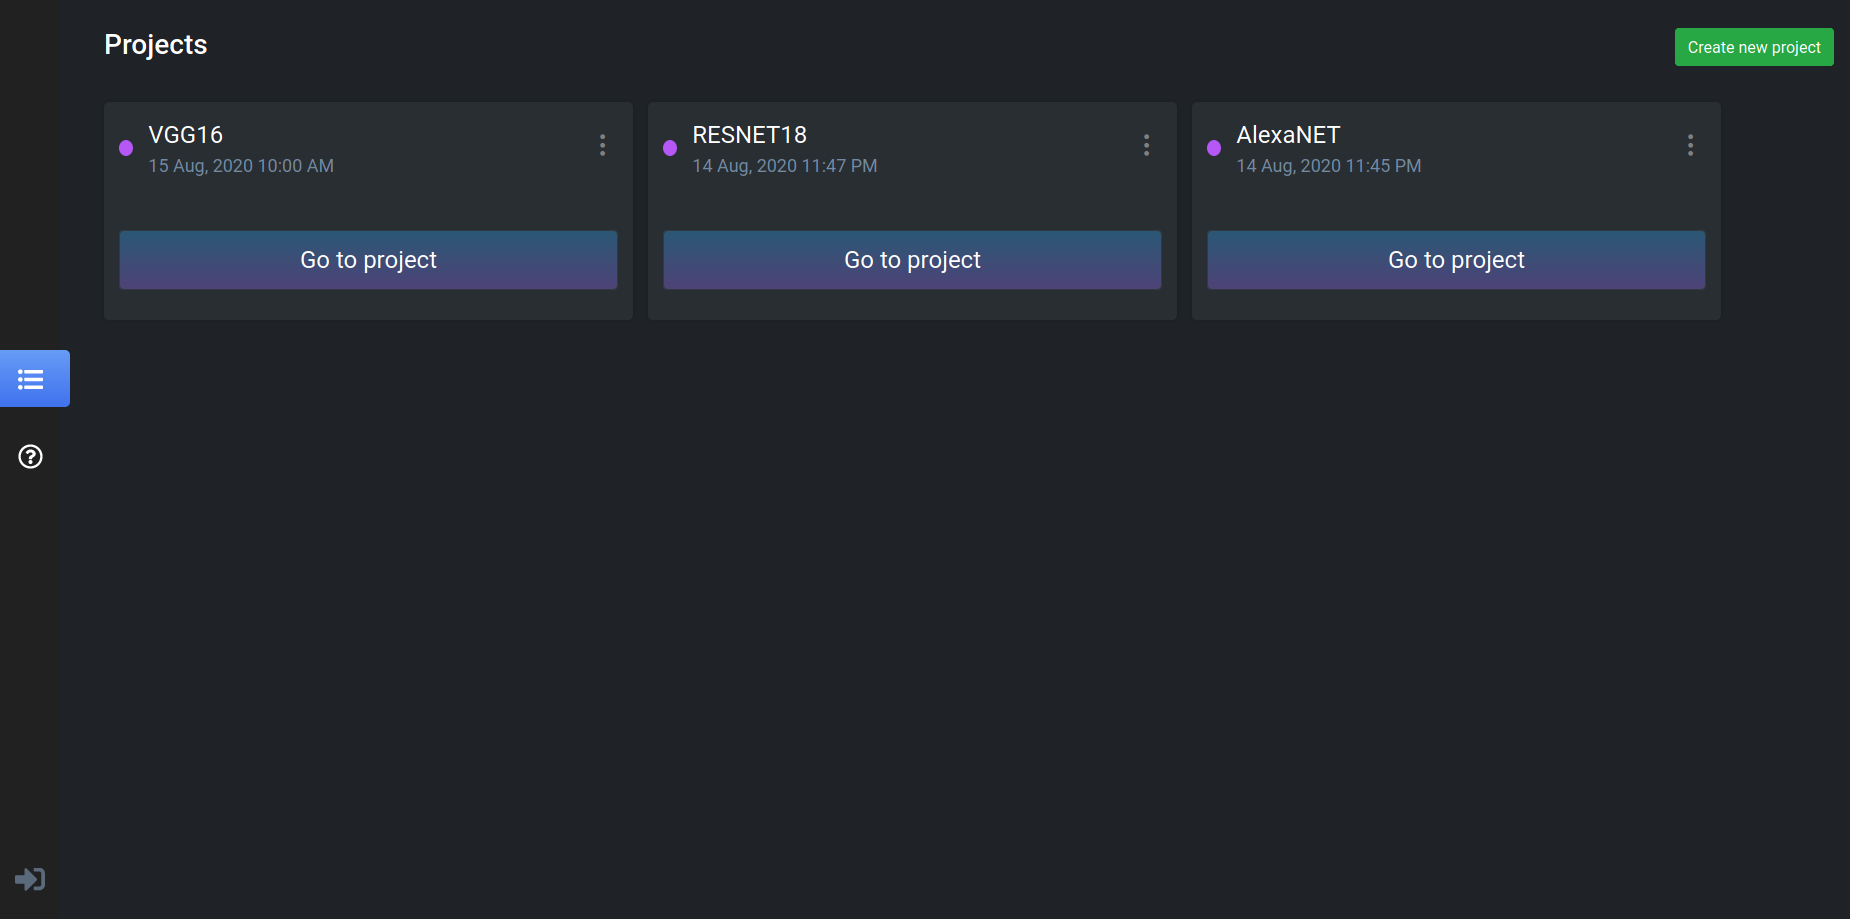 Projects
Create new project
VGG16
15 Aug, 2020 10:00 AM
Go to project
RESNET18
14 Aug, 2020 11:47 PM
Go to project
AlexaNET
14 Aug, 2020 11:45 PM
Go to project